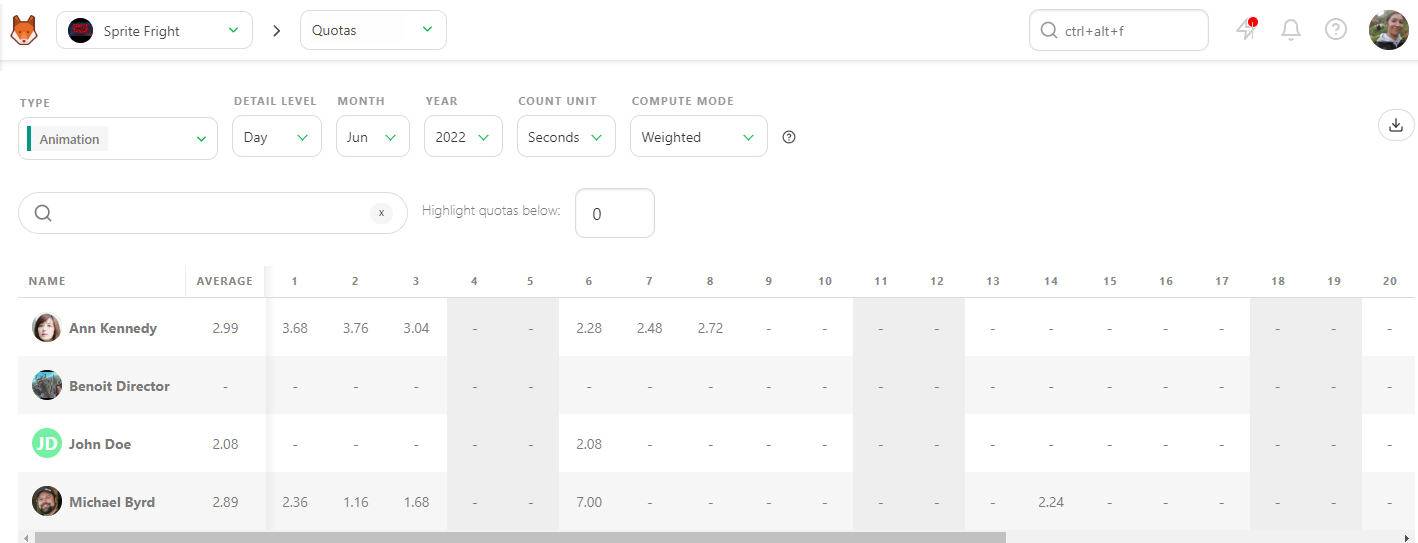 Sprite Fright Quotas ctrl+alt+f
TYPE DETAIL LEVEL MONTH YEAR COUNT UNIT COMPUTE MODE
Animation Day Jun 2022 Seconds Weighted ?
x Highlight quotas below: 0
NAME AVERAGE 1 2 3 4 5 6 7 8 9 10 11 12 13 14 15 16 17 18 19 20
Ann Kennedy 2.99 3.68 3.76 3.04 - - 2.28 2.48 2.72 - - - - - - - - - - - -
Benoit Director - - - - - - - - - - - - - - - - - - - - -
JD John Doe 2.08 - - - - - 2.08 - - - - - - - - - - - - - -
Michael Byrd 2.89 2.36 1.16 1.68 - - 7.00 - - - - - - - 2.24 - - - - - -